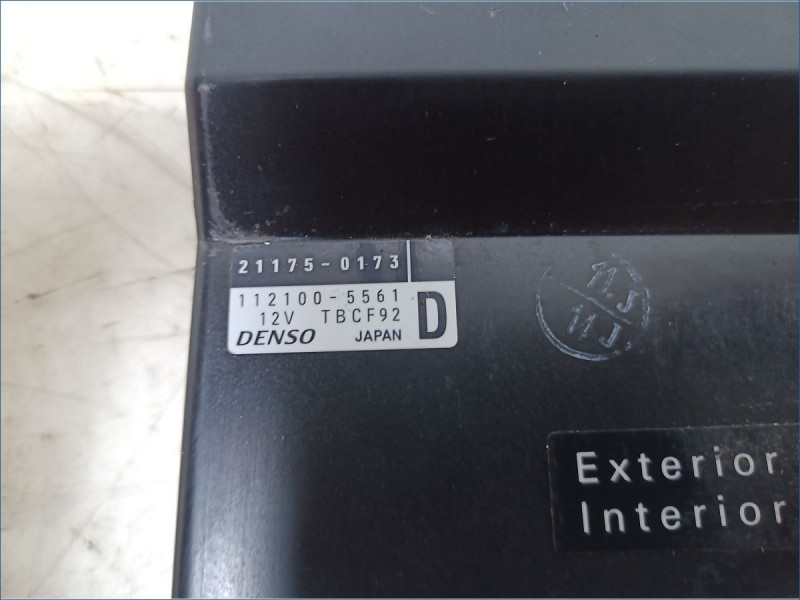 21175-0173
112100-5561
12V TBCF92
D
DENSO JAPAN
Exterior
Interior